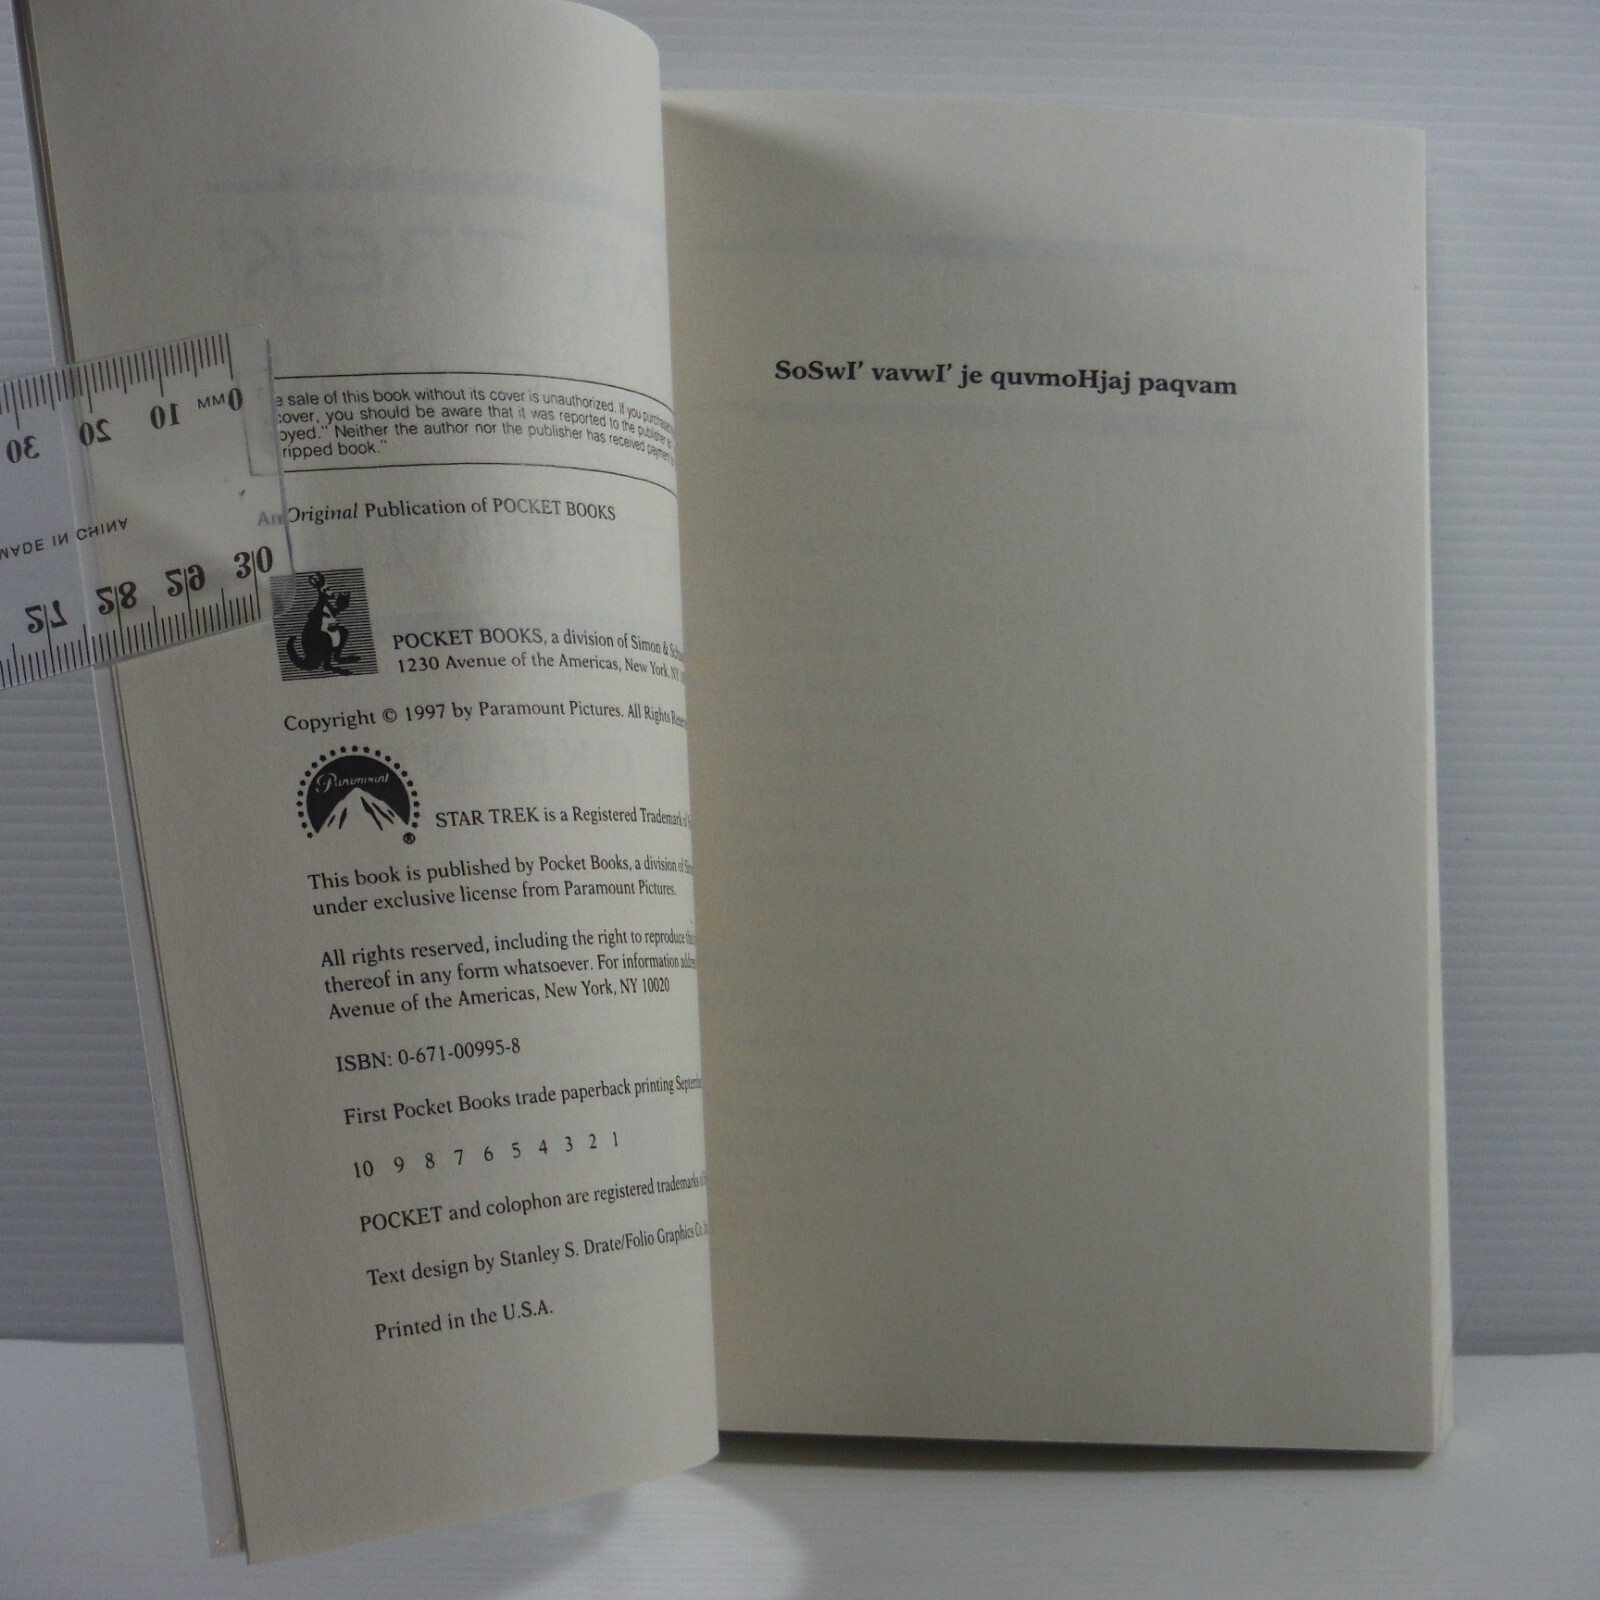 MM 0 10 20 30
MADE IN CHINA
27 28 29 30
sale of this book without its cover is unauthorized. If you purchased
cover, you should be aware that it was reported to the publisher
oyed." Neither the author nor the publisher has received payment
ripped book."
An Original Publication of POCKET BOOKS
POCKET BOOKS, a division of Simon &
1230 Avenue of the Americas, New York, NY
Copyright © 1997 by Paramount Pictures. All Rights
Paramount
®
STAR TREK is a Registered Trademark of
This book is published by Pocket Books, a division of
under exclusive license from Paramount Pictures.
All rights reserved, including the right to reproduce
thereof in any form whatsoever. For information
Avenue of the Americas, New York, NY 10020
ISBN: 0-671-00995-8
First Pocket Books trade paperback printing
10 9 8 7 6 5 4 3 2 1
POCKET and colophon are registered trademarks
Text design by Stanley S. Drate/Folio Graphics Co.
Printed in the U.S.A.
SoSwI' vavwI' je quvmoHjaj paqvam